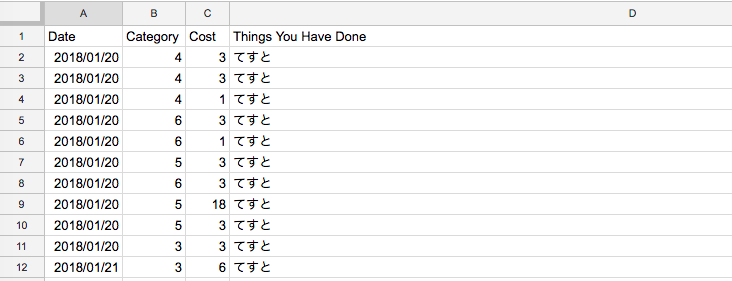 A B C D
1 Date Category Cost Things You Have Done
2 2018/01/20 4 3 てすと
3 2018/01/20 4 3 てすと
4 2018/01/20 4 1 てすと
5 2018/01/20 6 3 てすと
6 2018/01/20 6 1 てすと
7 2018/01/20 5 3 てすと
8 2018/01/20 6 3 てすと
9 2018/01/20 5 18 てすと
10 2018/01/20 5 3 てすと
11 2018/01/20 3 3 てすと
12 2018/01/21 3 6 てすと